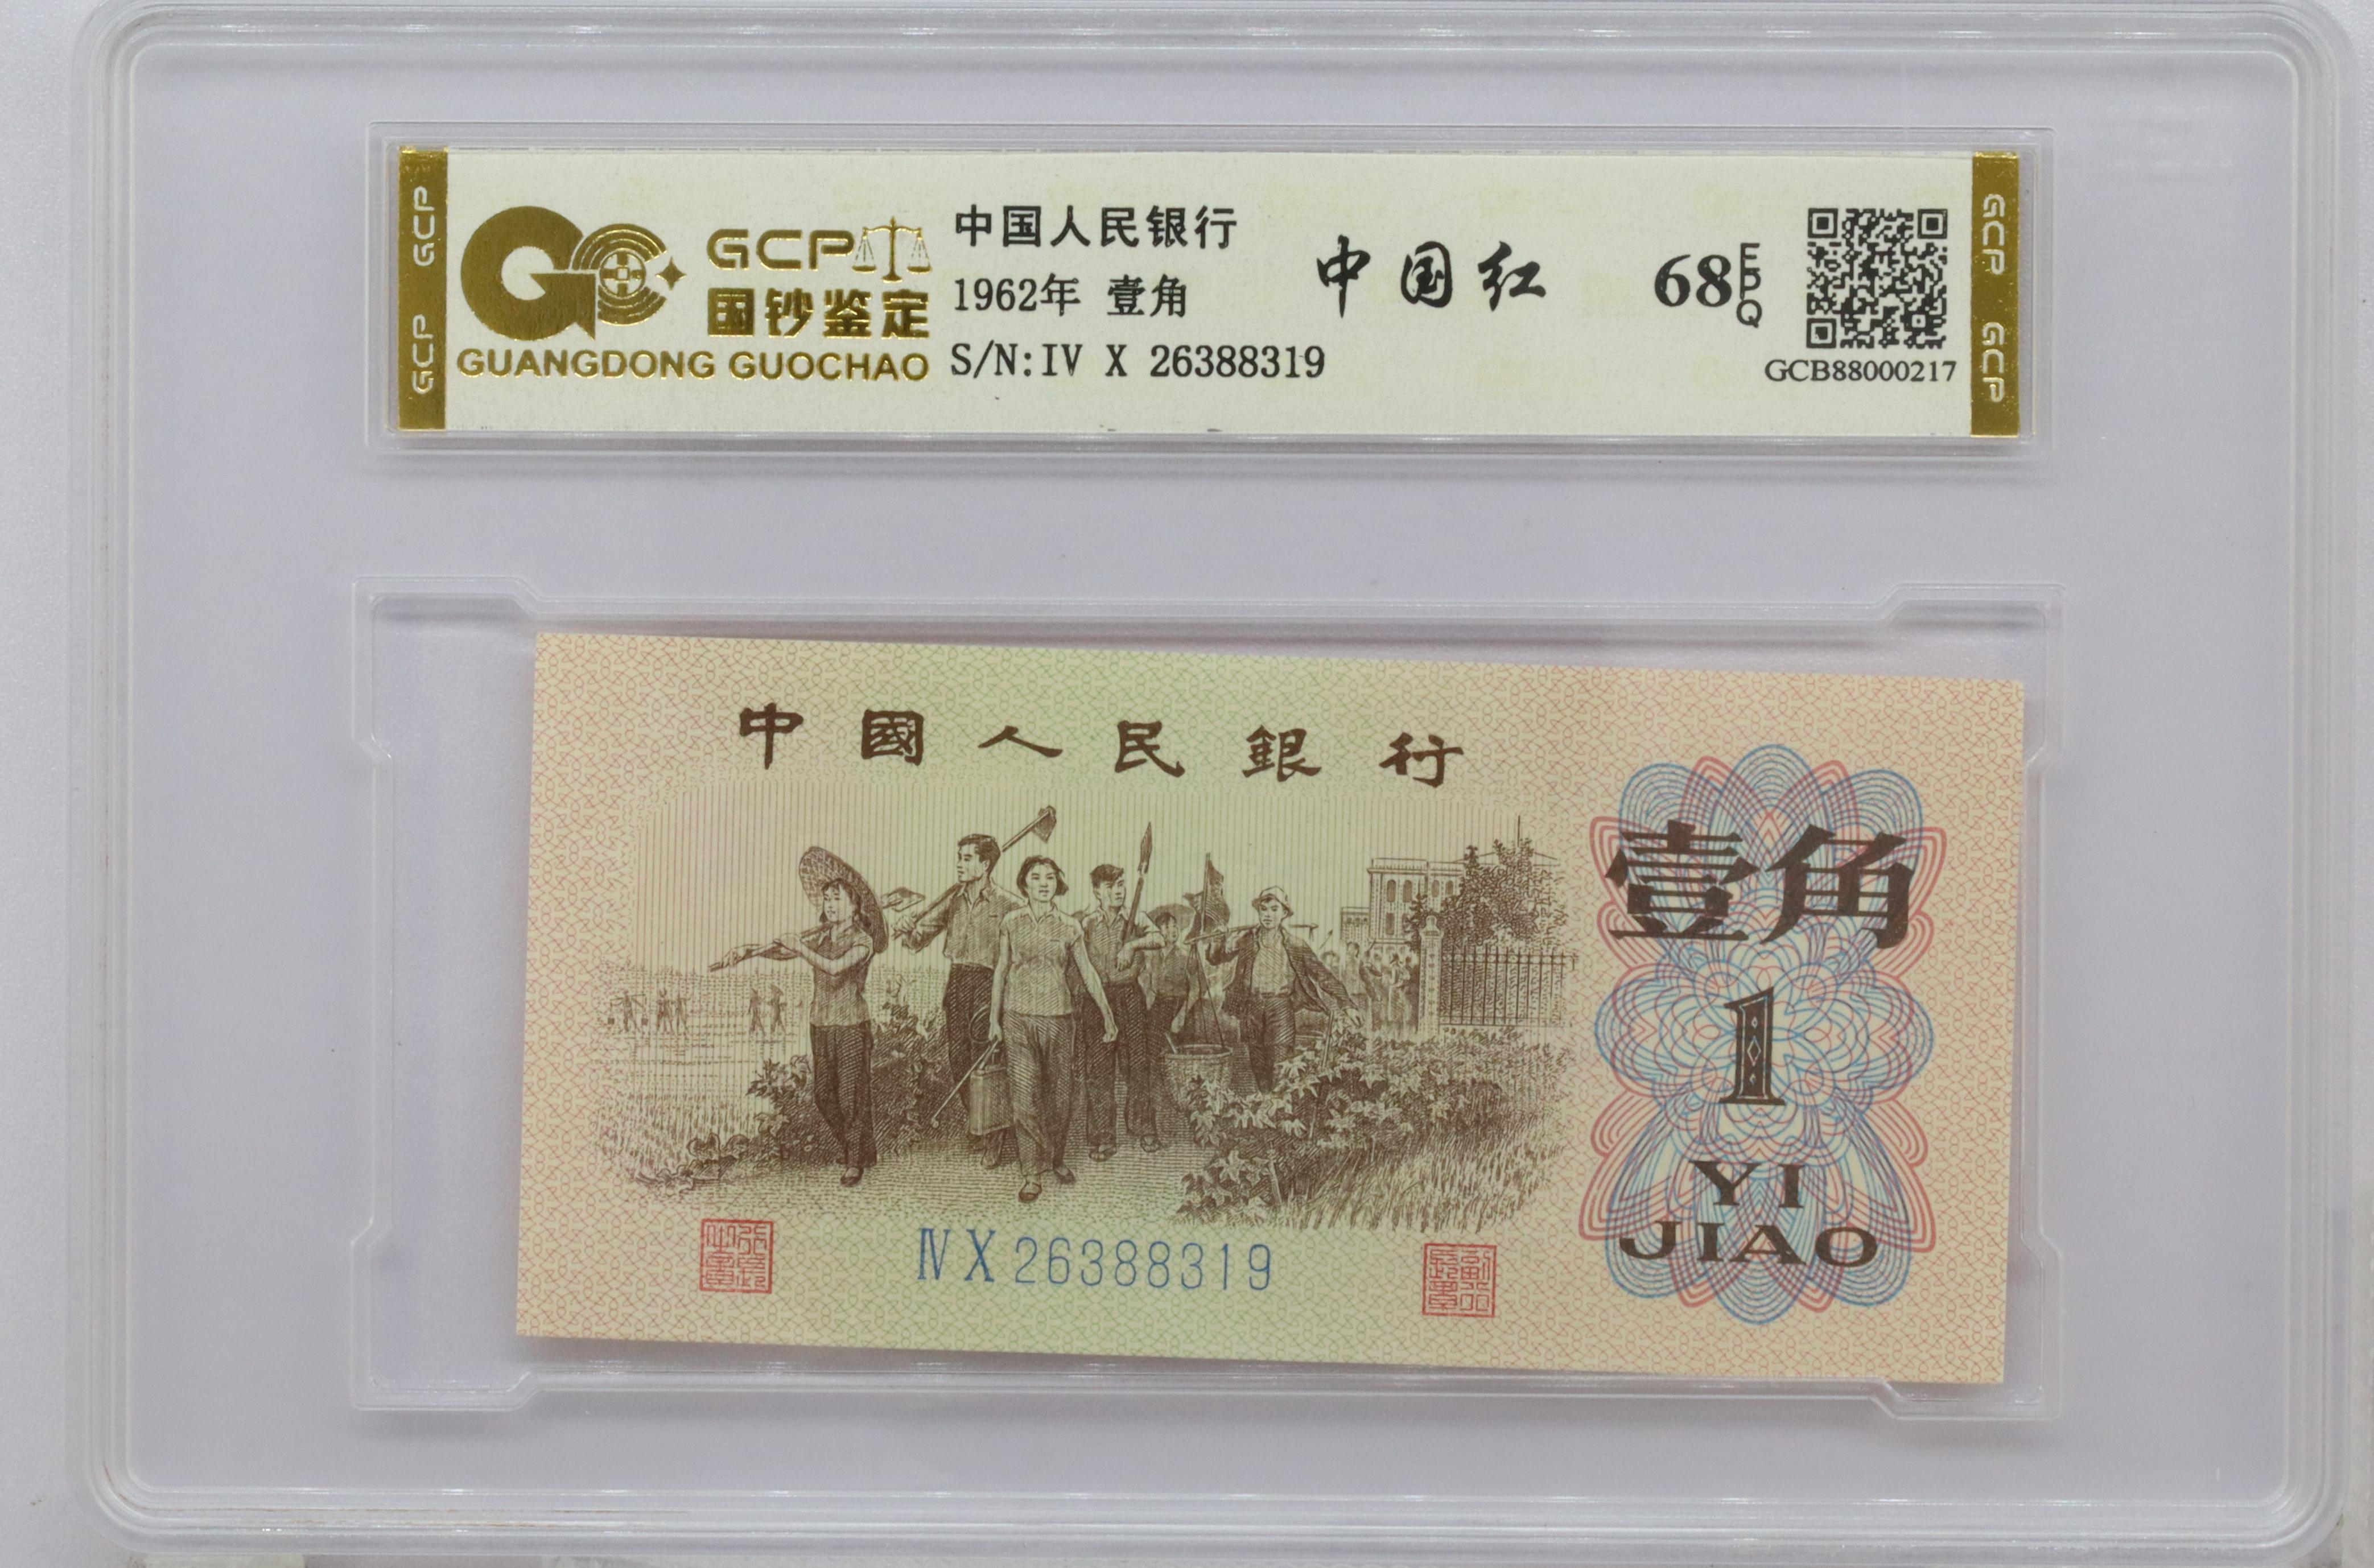 GCP GCP
GCP
国钞鉴定
GUANGDONG GUOCHAO
中国人民银行
1962年 壹角
S/N:IV X 26388319
中国红
68 EPQ
GCB88000217
GCP GCP
中國人民銀行
壹角
1
YI
JIAO
IV X 26388319